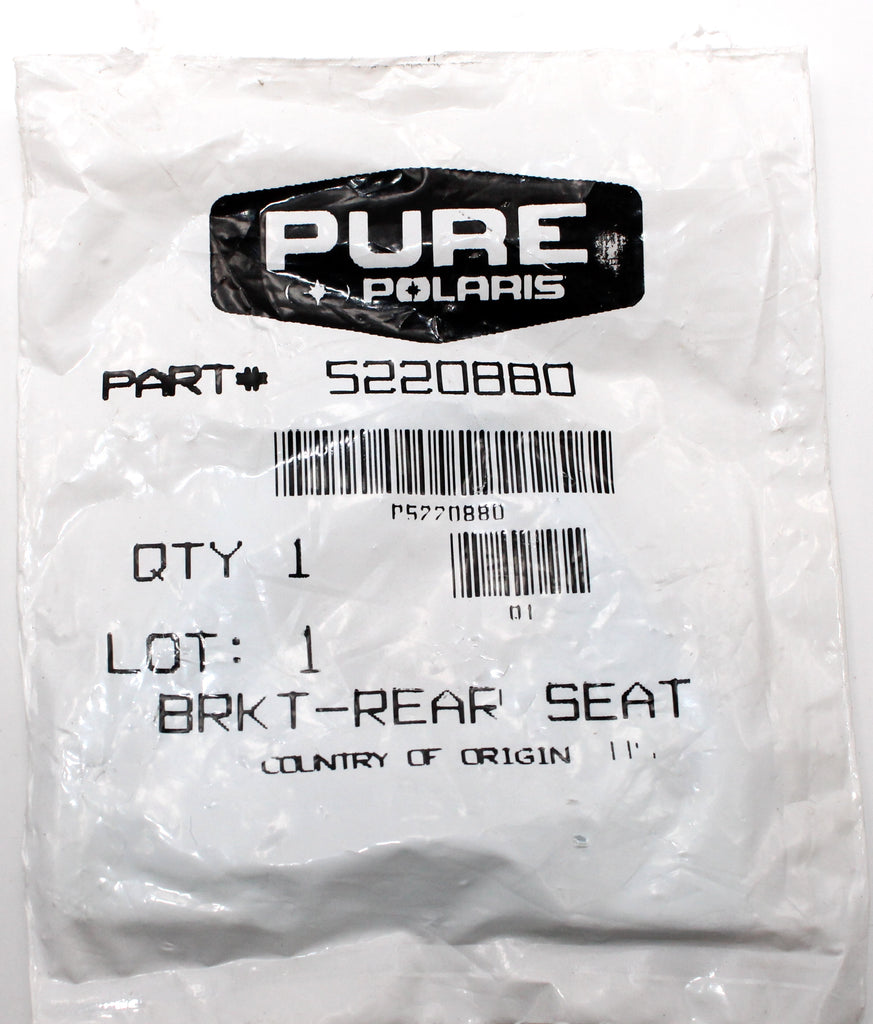 PURE
POLARIS
PART# 5220880
P5220880
QTY 1
01
LOT: 1
BRKT-REAR SEAT
COUNTRY OF ORIGIN